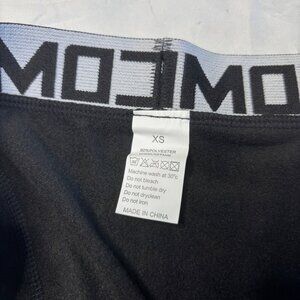 MOCMO
XS
Machine wash at 30°c
Do not bleach
Do not tumble dry
Do not dryclean
Do not iron
MADE IN CHINA